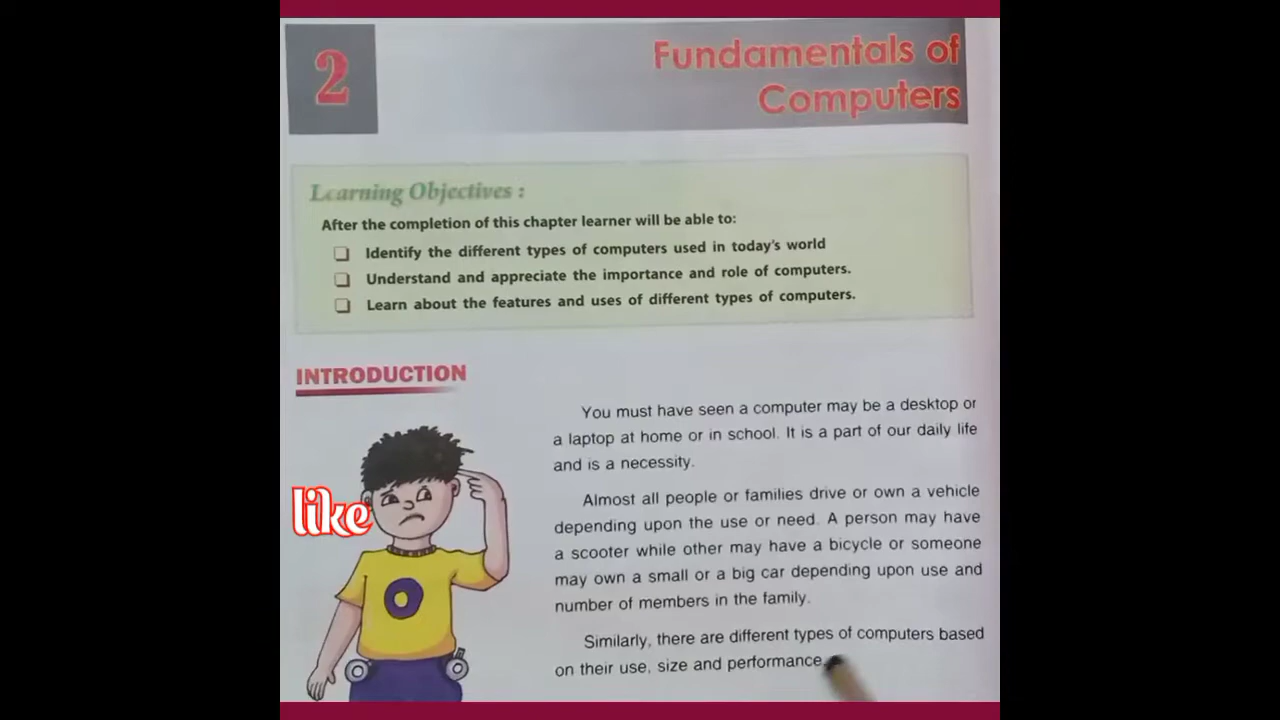 2
Fundamentals of
Computers
Learning Objectives :
After the completion of this chapter learner will be able to:
❑ Identify the different types of computers used in today's world
❑ Understand and appreciate the importance and role of computers.
❑ Learn about the features and uses of different types of computers.
INTRODUCTION
You must have seen a computer may be a desktop or
a laptop at home or in school. It is a part of our daily life
and is a necessity.
Almost all people or families drive or own a vehicle
depending upon the use or need. A person may have
a scooter while other may have a bicycle or someone
may own a small or a big car depending upon use and
number of members in the family.
Similarly, there are different types of computers based
on their use, size and performance.
like
O